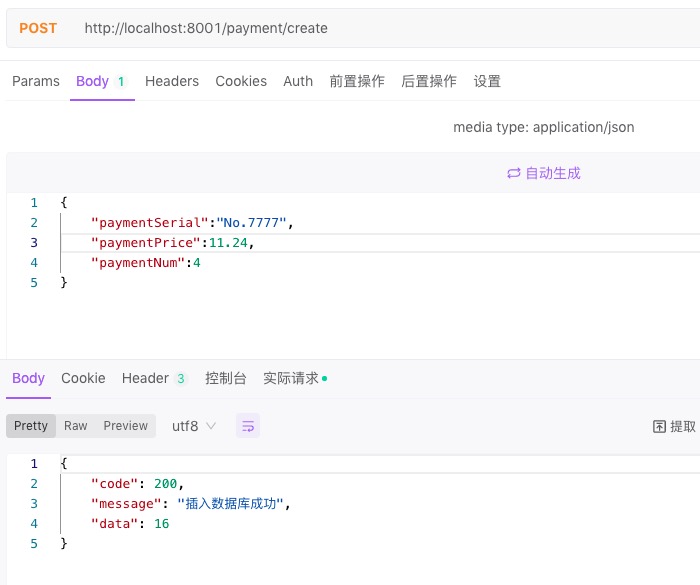 POST http://localhost:8001/payment/create
Params Body 1 Headers Cookies Auth 前置操作 后置操作 设置
media type: application/json
自动生成
1 {
2 "paymentSerial":"No.7777",
3 "paymentPrice":11.24,
4 "paymentNum":4
5 }
Body Cookie Header 3 控制台 实际请求
Pretty Raw Preview utf8 提取
1 {
2 "code": 200,
3 "message": "插入数据库成功",
4 "data": 16
5 }